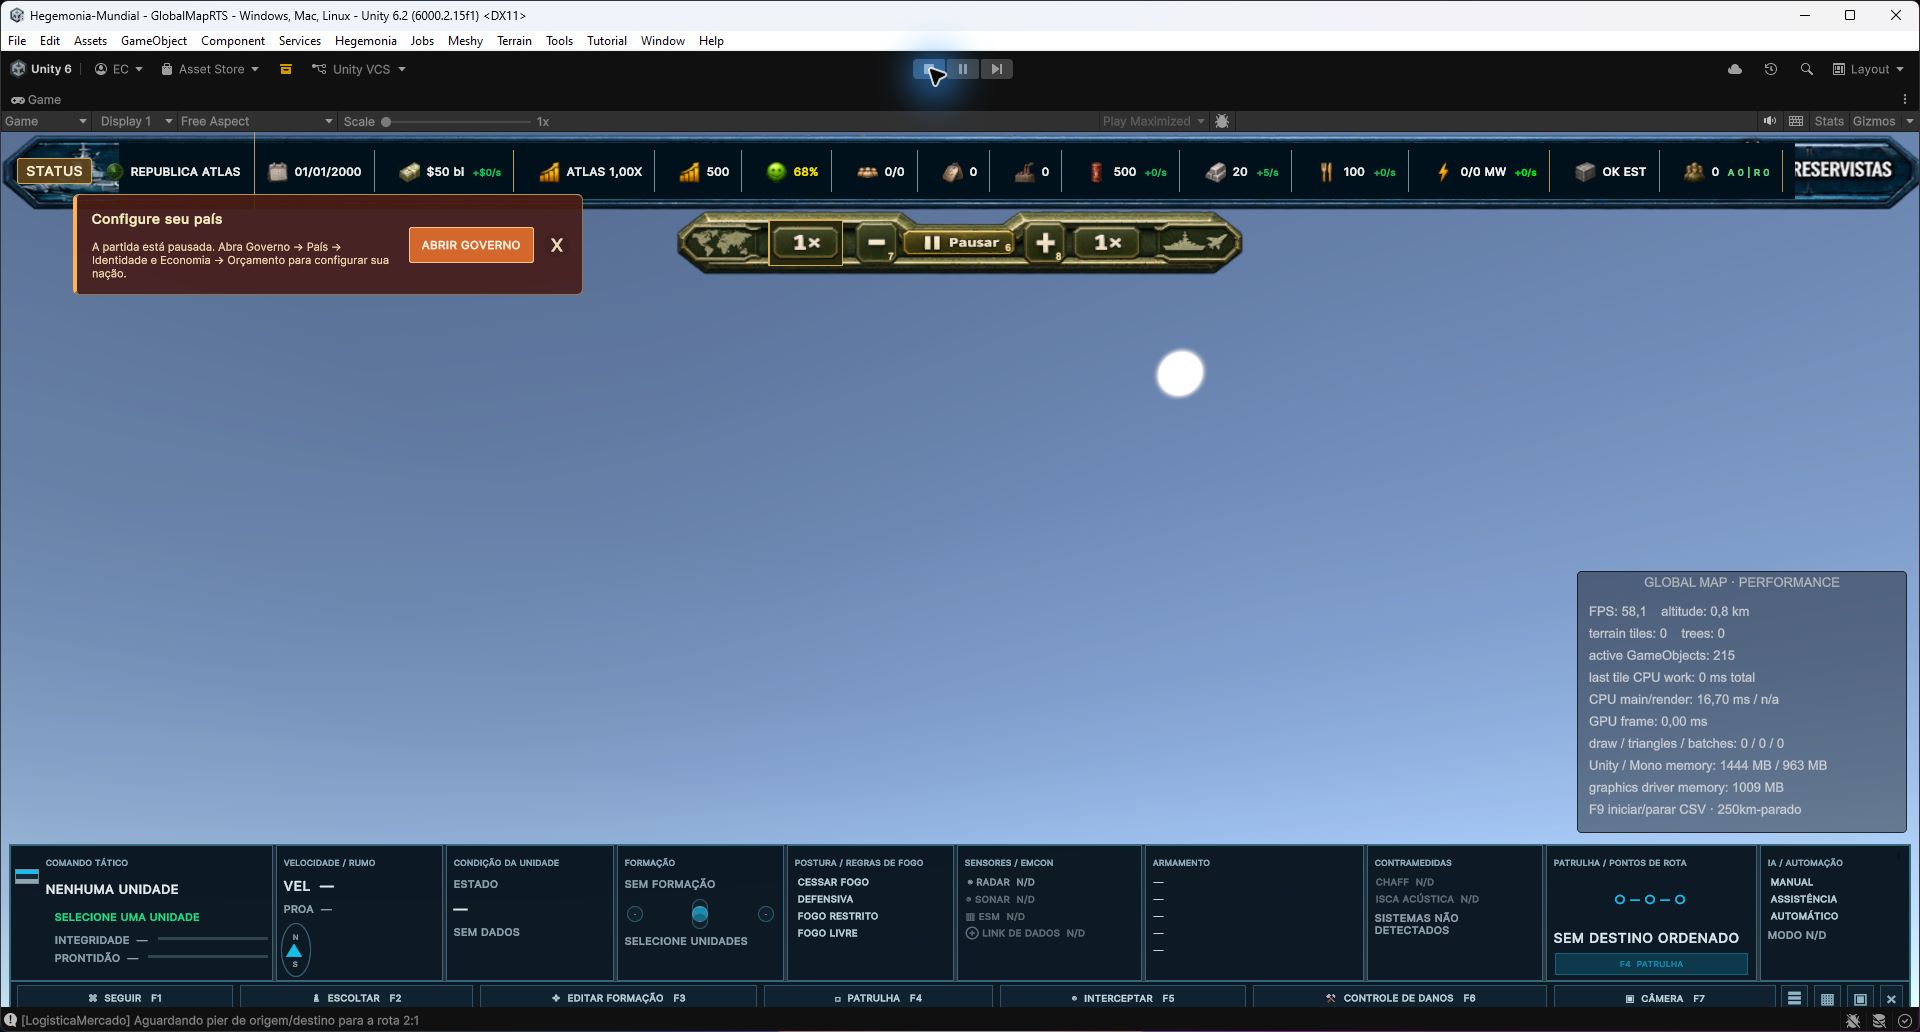 Hegemonia-Mundial - GlobalMapRTS - Windows, Mac, Linux - Unity 6.2 (6000.2.15f1) <DX11>
File Edit Assets GameObject Component Services Hegemonia Jobs Meshy Terrain Tools Tutorial Window Help
Unity 6 EC Asset Store Unity VCS Layout
Game
Game Display 1 Free Aspect Scale 1x Play Maximized Stats Gizmos
STATUS REPUBLICA ATLAS 01/01/2000 $50 bi +$0/s ATLAS 1,00X 500 68% 0/0 0 0 500 +0/s 20 +5/s 100 +0/s 0/0 MW +0/s OK EST 0 A 0 | R 0 RESERVISTAS
Configure seu país
A partida está pausada. Abra Governo → País →
Identidade e Economia → Orçamento para configurar sua
nação.
ABRIR GOVERNO X
1× − 7 Pausar 6 + 8 1×
GLOBAL MAP · PERFORMANCE
FPS: 58,1 altitude: 0,8 km
terrain tiles: 0 trees: 0
active GameObjects: 215
last tile CPU work: 0 ms total
CPU main/render: 16,70 ms / n/a
GPU frame: 0,00 ms
draw / triangles / batches: 0 / 0 / 0
Unity / Mono memory: 1444 MB / 963 MB
graphics driver memory: 1009 MB
F9 iniciar/parar CSV · 250km-parado
COMANDO TÁTICO
NENHUMA UNIDADE
SELECIONE UMA UNIDADE
INTEGRIDADE —
PRONTIDÃO —
VELOCIDADE / RUMO
VEL —
PROA —
N
S
CONDIÇÃO DA UNIDADE
ESTADO
—
SEM DADOS
FORMAÇÃO
SEM FORMAÇÃO
SELECIONE UNIDADES
POSTURA / REGRAS DE FOGO
CESSAR FOGO
DEFENSIVA
FOGO RESTRITO
FOGO LIVRE
SENSORES / EMCON
RADAR N/D
SONAR N/D
ESM N/D
LINK DE DADOS N/D
ARMAMENTO
—
—
—
—
—
CONTRAMEDIDAS
CHAFF N/D
ISCA ACÚSTICA N/D
SISTEMAS NÃO
DETECTADOS
PATRULHA / PONTOS DE ROTA
SEM DESTINO ORDENADO
F4 PATRULHA
IA / AUTOMAÇÃO
MANUAL
ASSISTÊNCIA
AUTOMÁTICO
MODO N/D
SEGUIR F1 ESCOLTAR F2 EDITAR FORMAÇÃO F3 PATRULHA F4 INTERCEPTAR F5 CONTROLE DE DANOS F6 CÂMERA F7
[LogisticaMercado] Aguardando pier de origem/destino para a rota 2:1